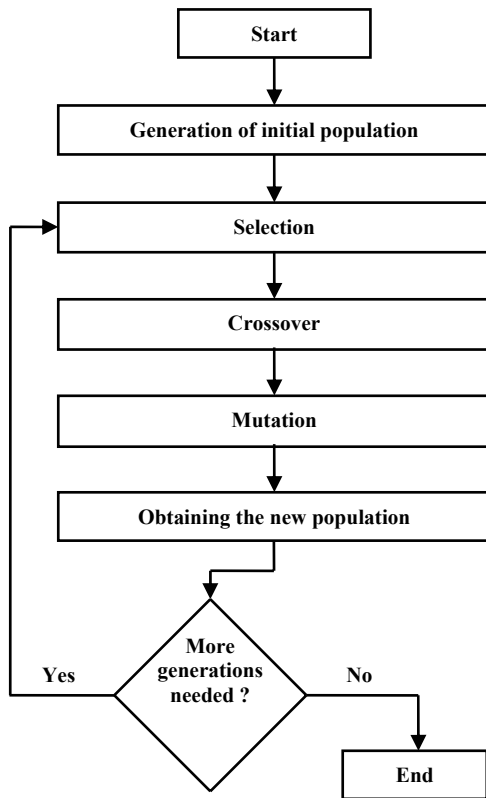 Start
Generation of initial population
Selection
Crossover
Mutation
Obtaining the new population
More
generations
needed ?
Yes
No
End